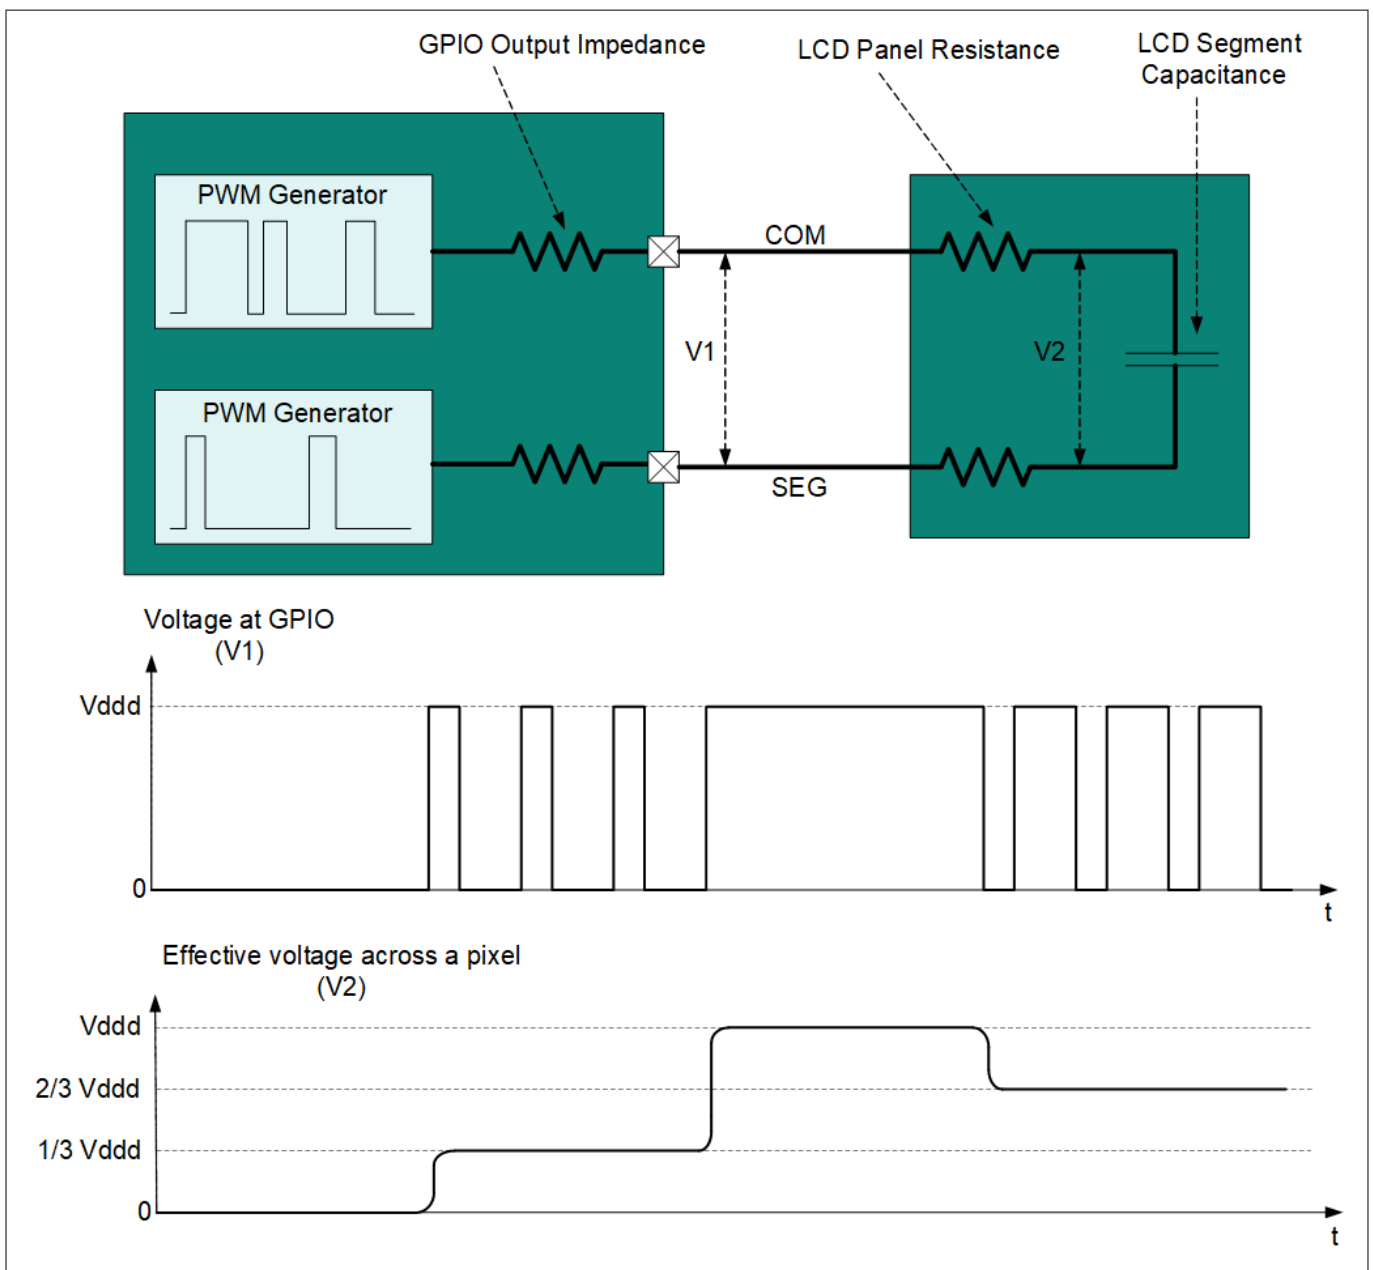 GPIO Output Impedance
LCD Panel Resistance
LCD Segment
Capacitance
PWM Generator
COM
V1
V2
PWM Generator
SEG
Voltage at GPIO
(V1)
Vddd
0
t
Effective voltage across a pixel
(V2)
Vddd
2/3 Vddd
1/3 Vddd
0
t